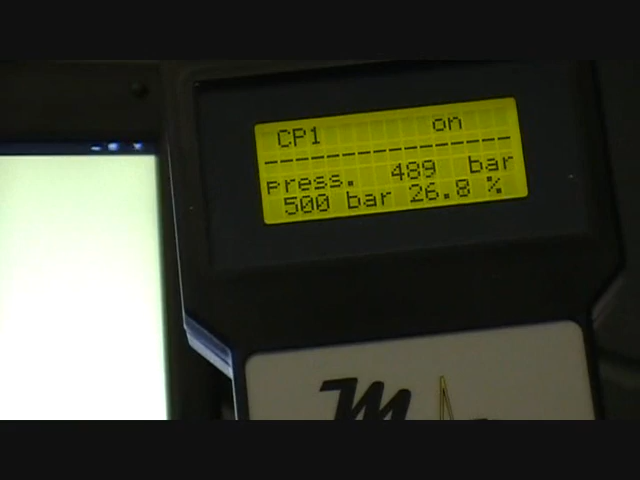 CP1 on
--------------------
press. 489 bar
500 bar 26.8 %
m